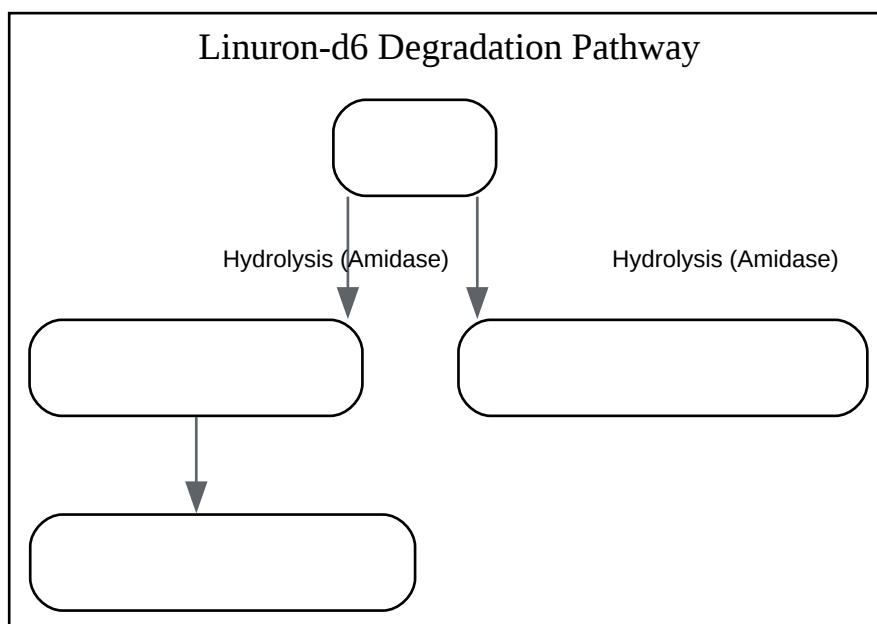 Linuron-d6 Degradation Pathway
Hydrolysis (Amidase)
Hydrolysis (Amidase)